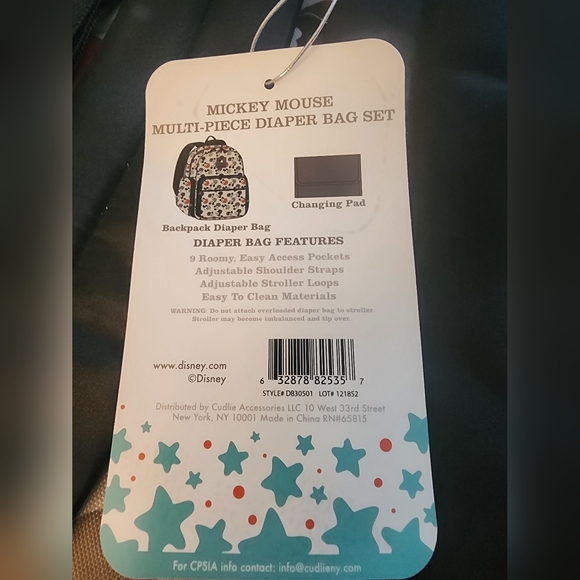 MICKEY MOUSE
MULTI-PIECE DIAPER BAG SET
Changing Pad
Backpack Diaper Bag
DIAPER BAG FEATURES
9 Roomy, Easy Access Pockets
Adjustable Shoulder Straps
Adjustable Stroller Loops
Easy To Clean Materials
WARNING: Do not attach overloaded diaper bag to stroller.
Stroller may become imbalanced and tip over.
www.disney.com
©Disney
6 32878 82535 7
STYLE# DB30501 LOT# 121852
Distributed by Cudlie Accessories LLC 10 West 33rd Street
New York, NY 10001 Made in China RN#65815
For CPSIA info contact: info@cudlieny.com